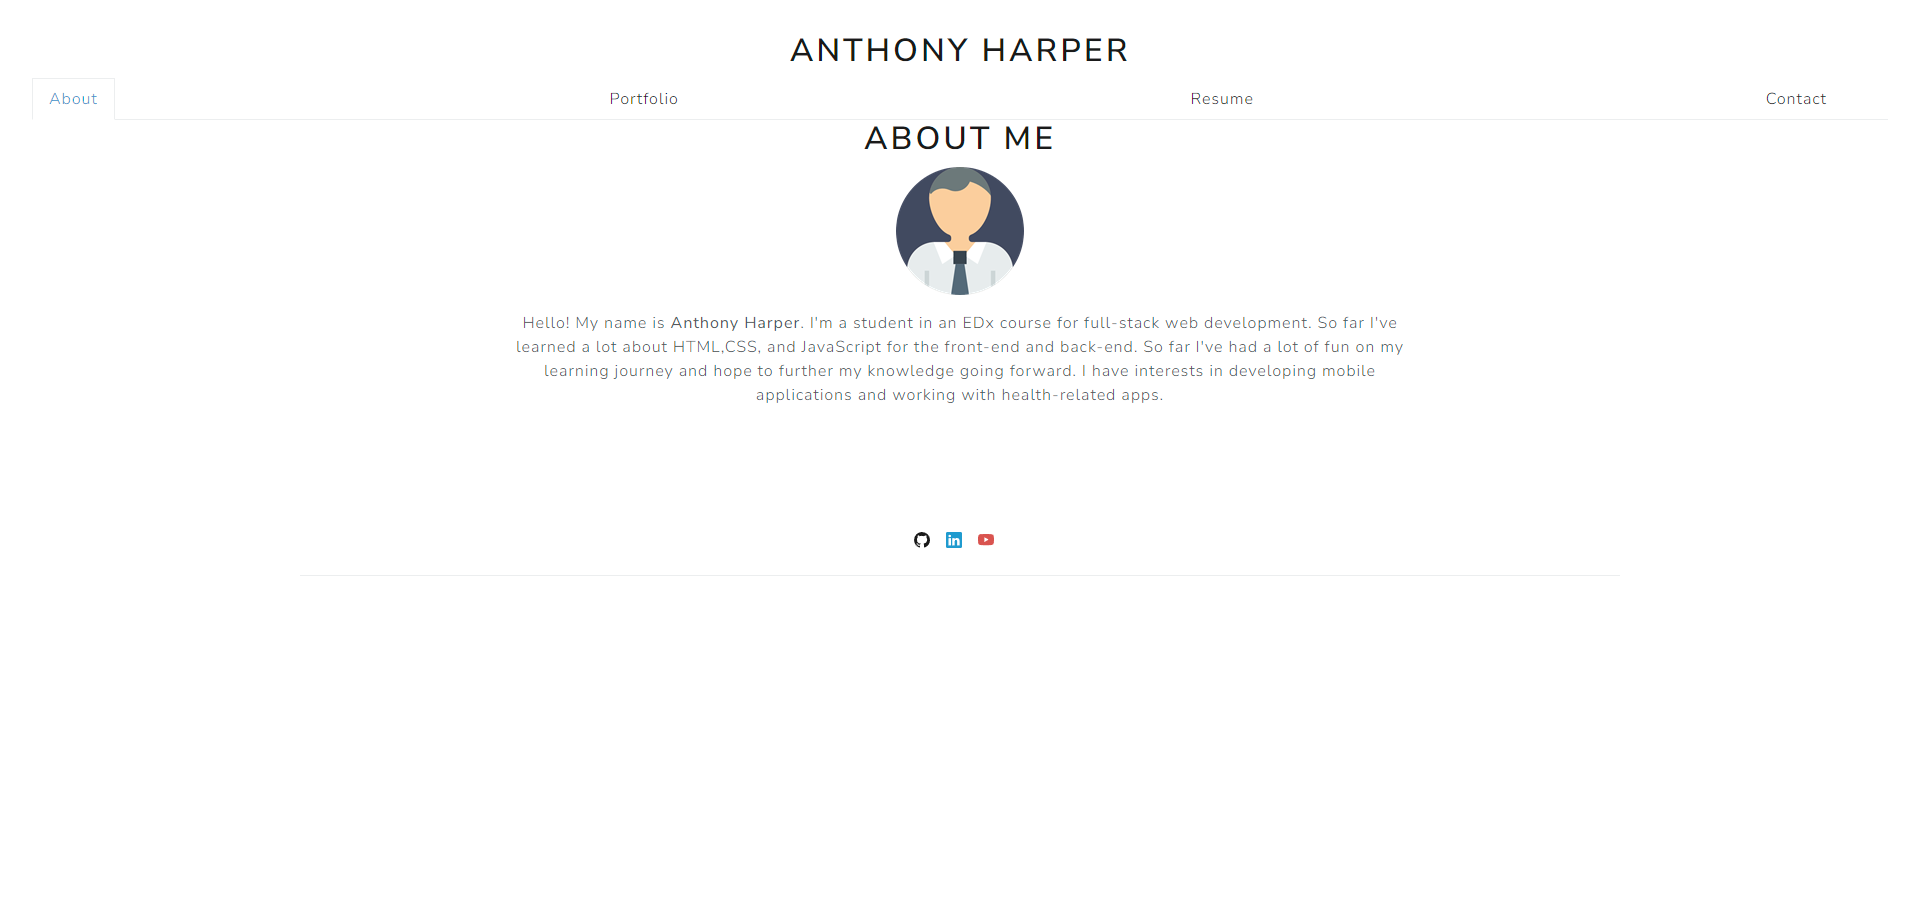 ANTHONY HARPER
About Portfolio Resume Contact
ABOUT ME
Hello! My name is Anthony Harper. I'm a student in an EDx course for full-stack web development. So far I've
learned a lot about HTML,CSS, and JavaScript for the front-end and back-end. So far I've had a lot of fun on my
learning journey and hope to further my knowledge going forward. I have interests in developing mobile
applications and working with health-related apps.
in